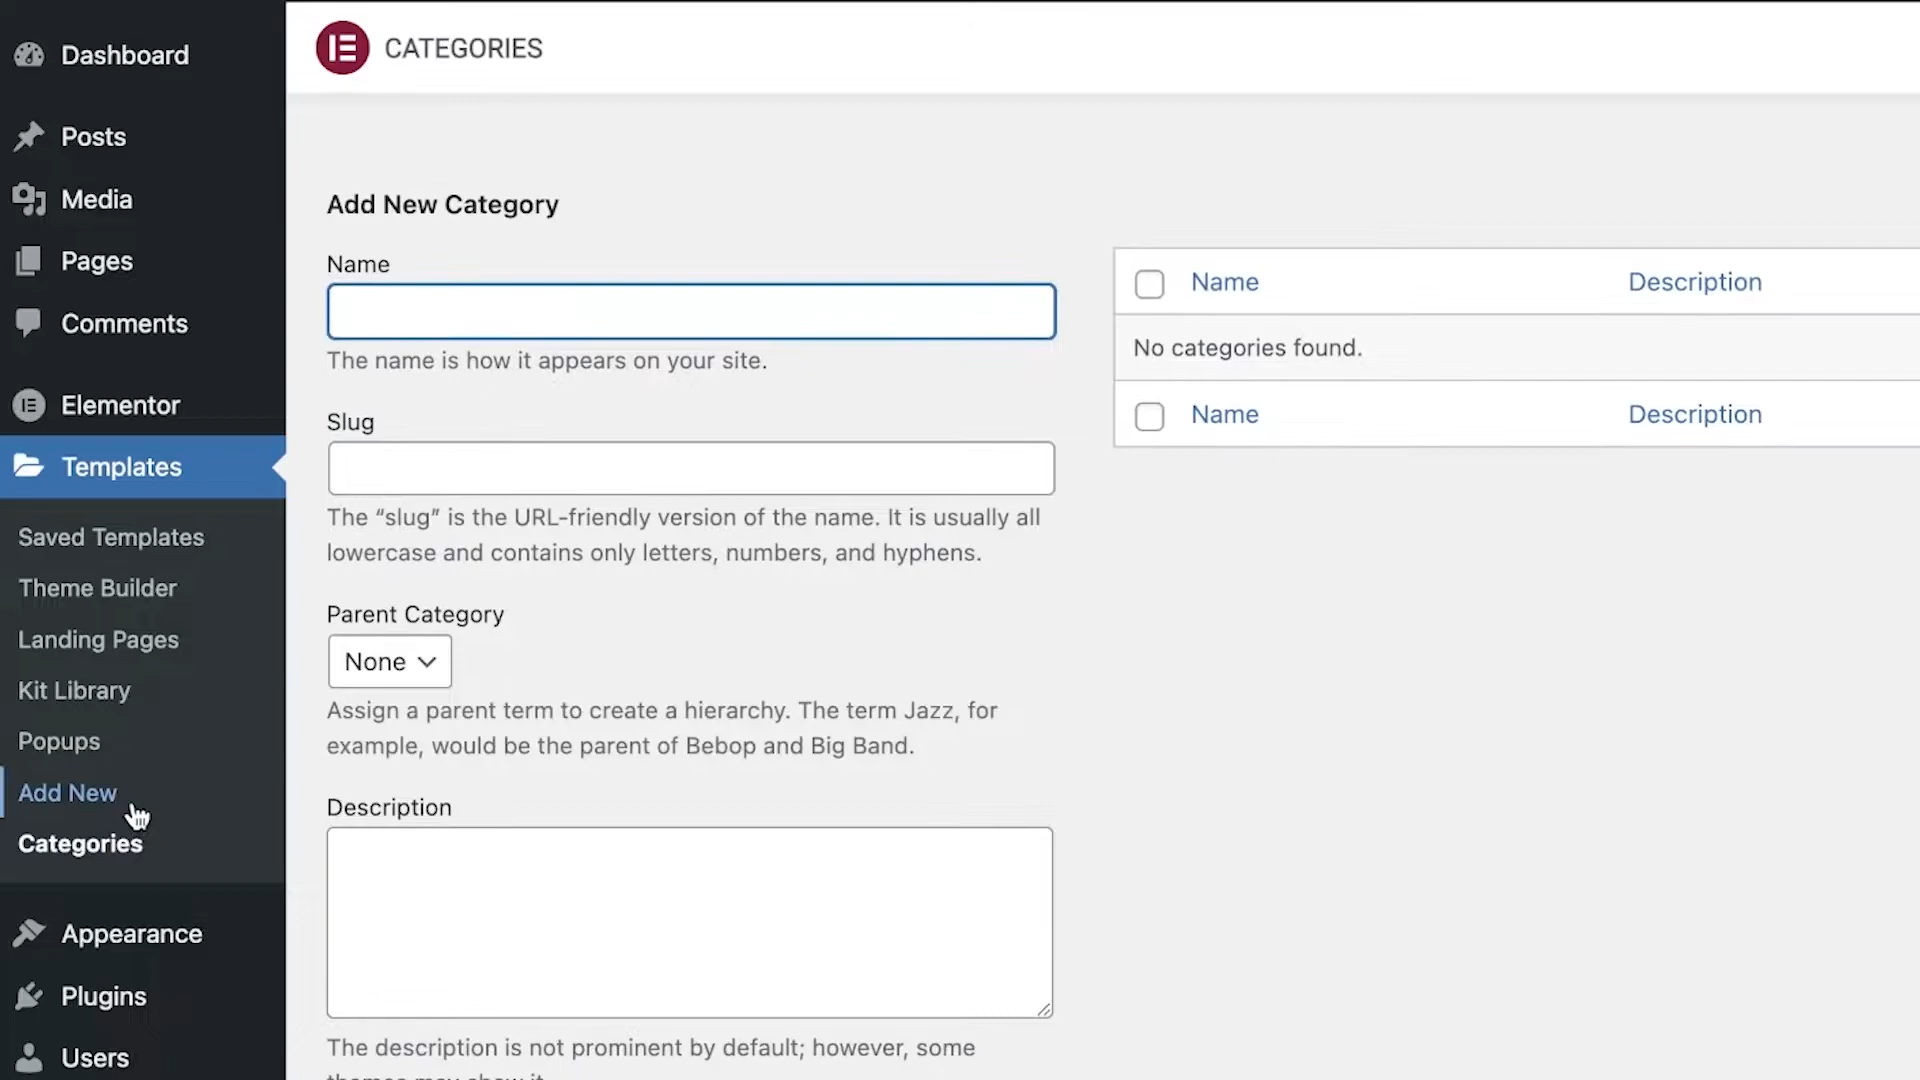 Dashboard
Posts
Media
Pages
Comments
Elementor
Templates
Saved Templates
Theme Builder
Landing Pages
Kit Library
Popups
Add New
Categories
Appearance
Plugins
Users
CATEGORIES
Add New Category
Name
The name is how it appears on your site.
Slug
The “slug” is the URL-friendly version of the name. It is usually all
lowercase and contains only letters, numbers, and hyphens.
Parent Category
None
Assign a parent term to create a hierarchy. The term Jazz, for
example, would be the parent of Bebop and Big Band.
Description
The description is not prominent by default; however, some
themes may show it.
Name Description
No categories found.
Name Description